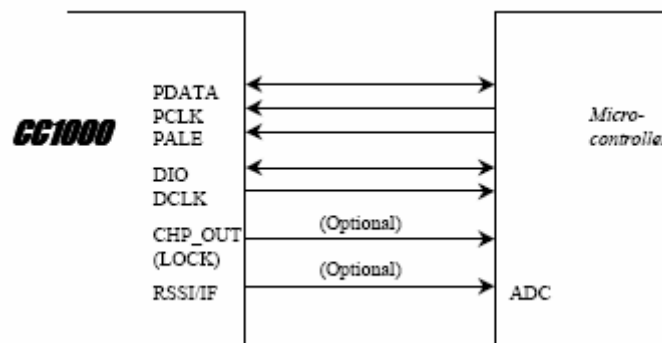 PDATA
PCLK
PALE
CC1000
Micro-
controller
DIO
DCLK
(Optional)
CHP_OUT
(LOCK)
(Optional)
RSSI/IF
ADC